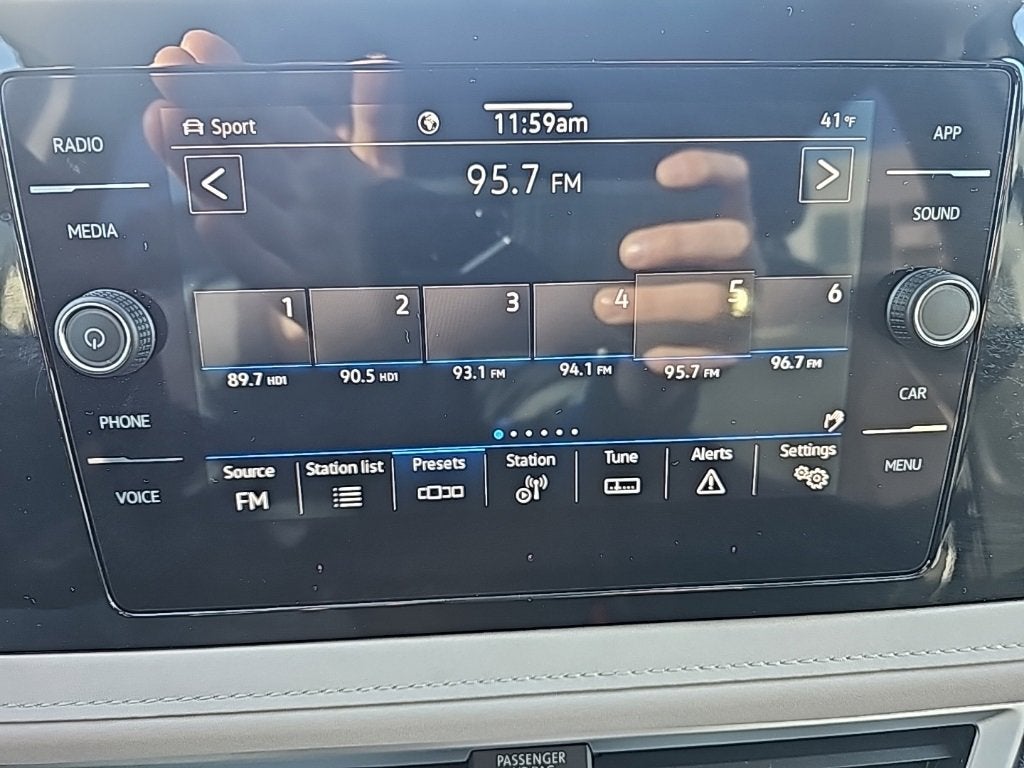 RADIO
Sport
11:59am
41°F
APP
<
95.7 FM
>
MEDIA
SOUND
1
2
3
4
5
6
89.7 HD1
90.5 HD1
93.1 FM
94.1 FM
95.7 FM
96.7 FM
PHONE
CAR
Source
Station list
Presets
Station
Tune
Alerts
Settings
FM
VOICE
MENU
PASSENGER